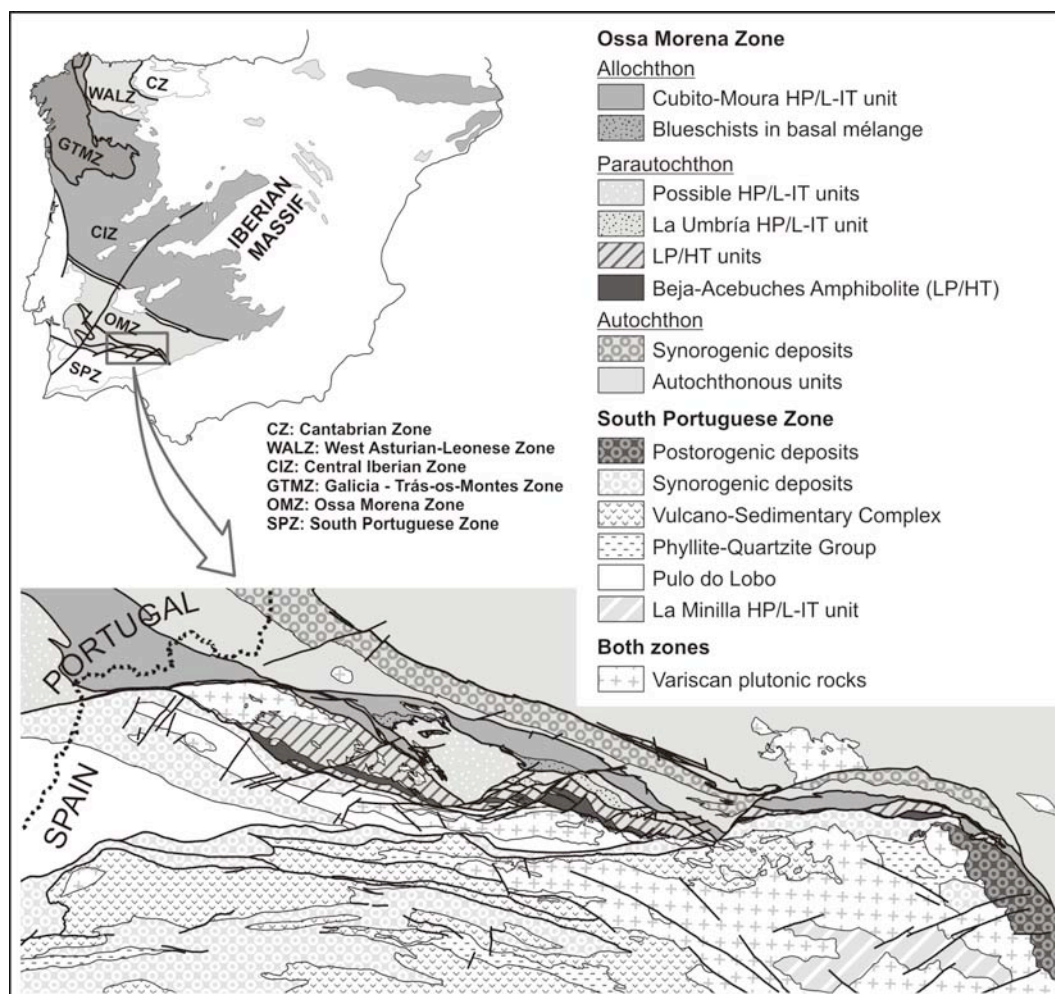 CZ
WALZ
GTMZ
CIZ
IBERIAN
MASSIF
OMZ
SPZ
CZ: Cantabrian Zone
WALZ: West Asturian-Leonese Zone
CIZ: Central Iberian Zone
GTMZ: Galicia - Trás-os-Montes Zone
OMZ: Ossa Morena Zone
SPZ: South Portuguese Zone
Ossa Morena Zone
Allochthon
Cubito-Moura HP/L-IT unit
Blueschists in basal mélange
Parautochthon
Possible HP/L-IT units
La Umbría HP/L-IT unit
LP/HT units
Beja-Acebuches Amphibolite (LP/HT)
Autochthon
Synorogenic deposits
Autochthonous units
South Portuguese Zone
Postorogenic deposits
Synorogenic deposits
Vulcano-Sedimentary Complex
Phyllite-Quartzite Group
Pulo do Lobo
La Minilla HP/L-IT unit
Both zones
Variscan plutonic rocks
PORTUGAL
SPAIN